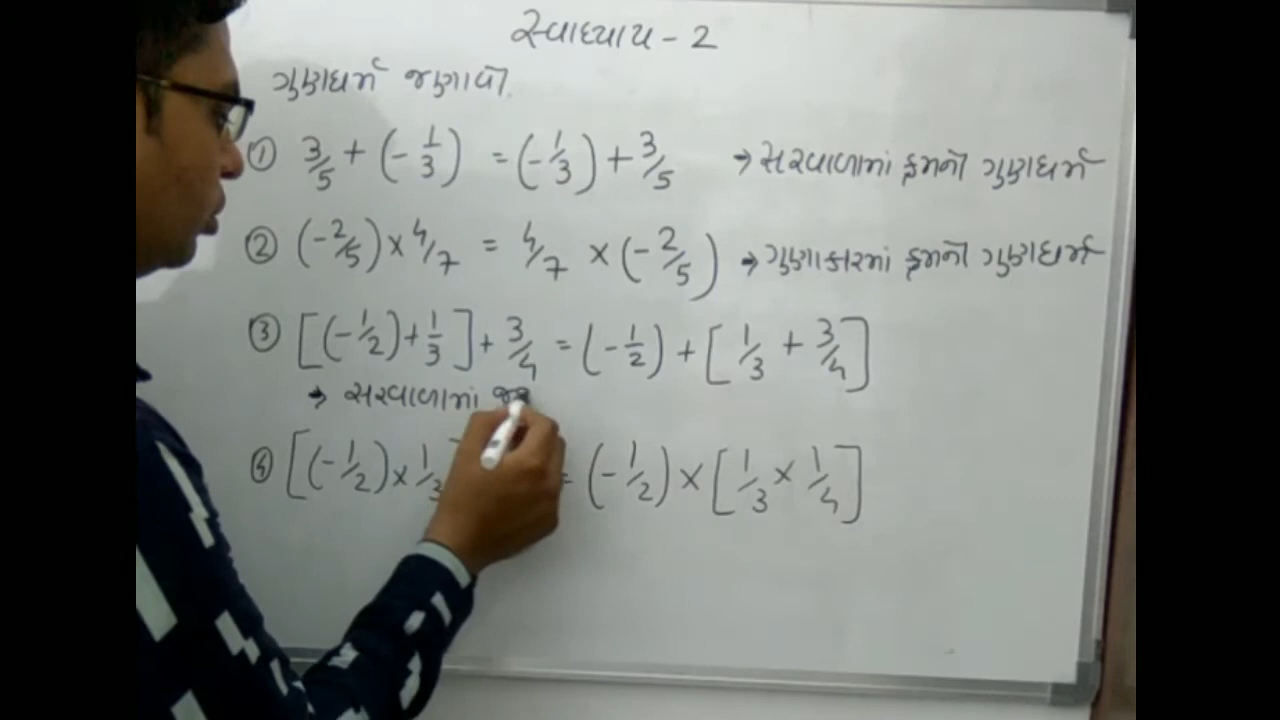 સ્વાધ્યાય - 2
ગુણધર્મ જણાવો.
① 3/5 + (-1/3) = (-1/3) + 3/5 → સરવાળામાં ક્રમનો ગુણધર્મ
② (-2/5) × 4/7 = 4/7 × (-2/5) → ગુણાકારમાં ક્રમનો ગુણધર્મ
③ [(-1/2) + 1/3] + 3/4 = (-1/2) + [1/3 + 3/4]
→ સરવાળામાં
④ [(-1/2) × 1/3 = (-1/2) × [1/3 × 1/4]